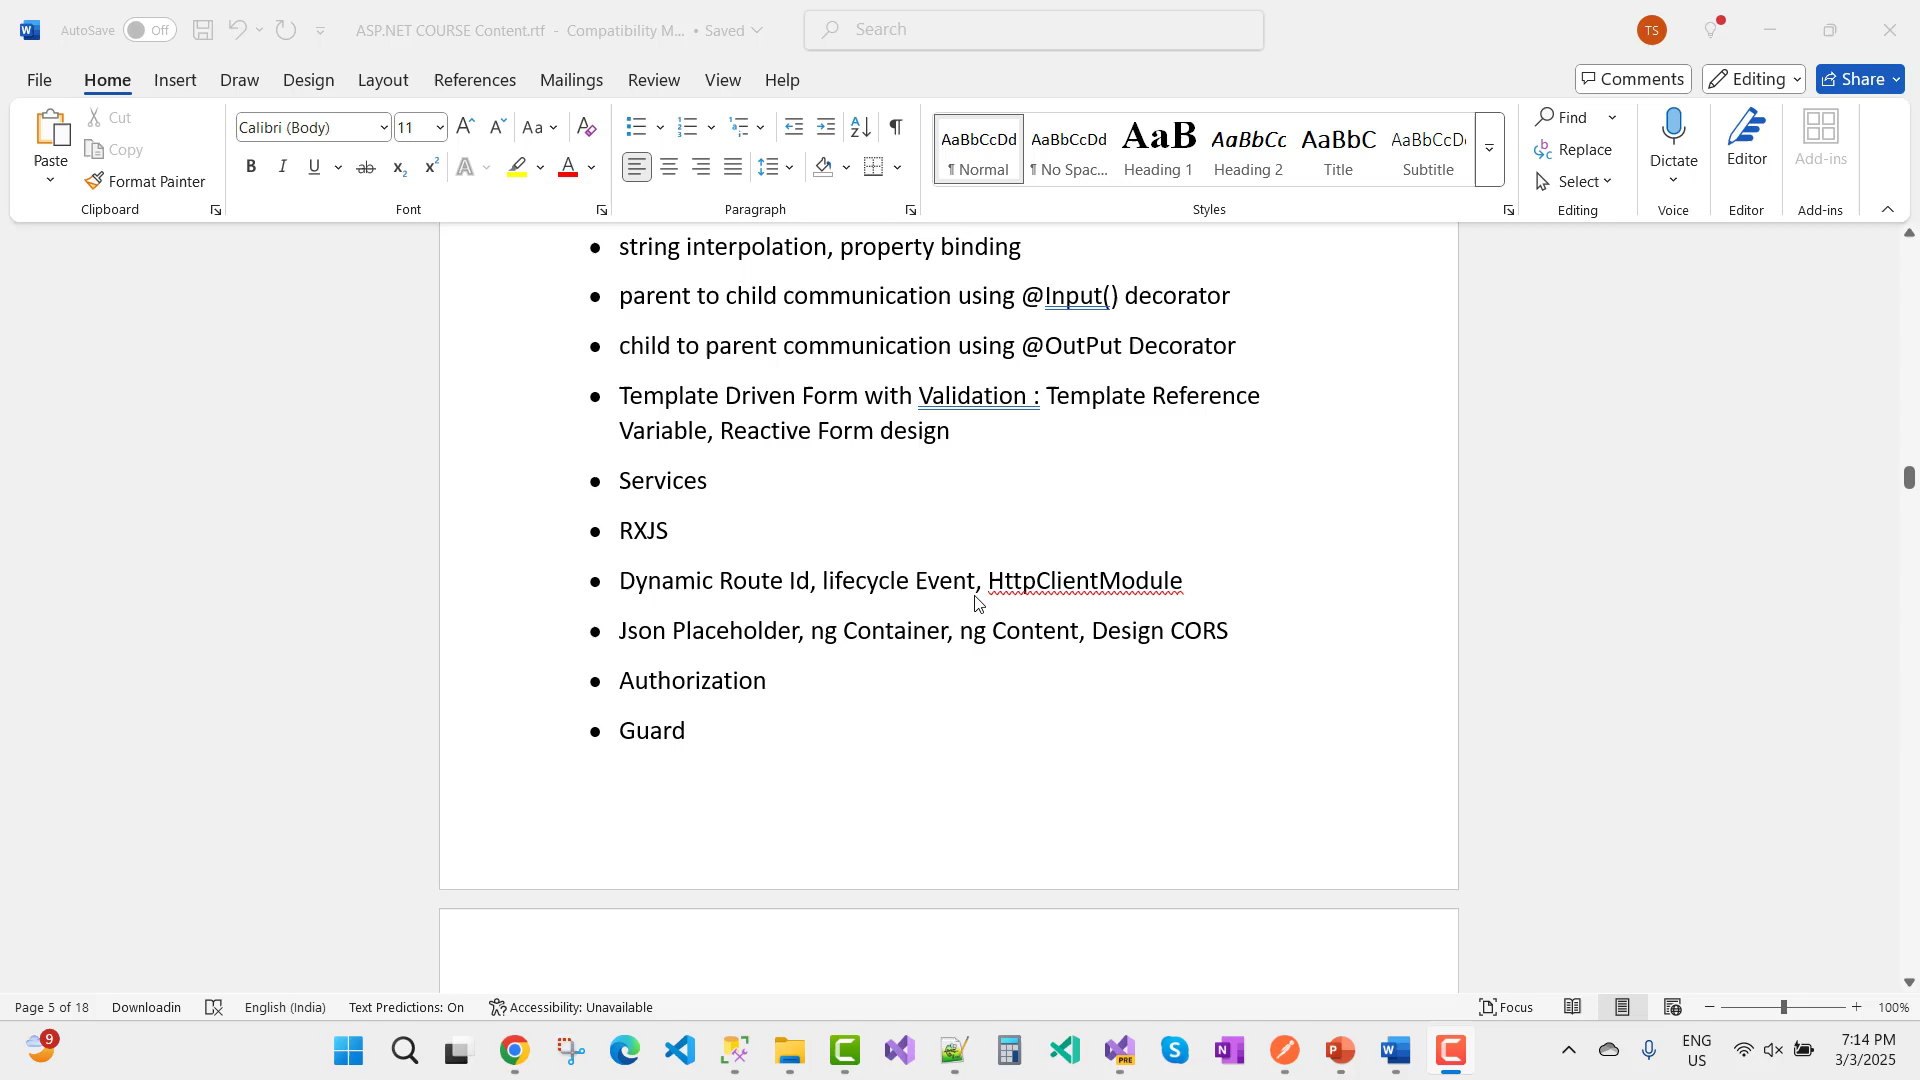 AutoSave Off ASP.NET COURSE Content.rtf - Compatibility M... • Saved Search TS
File Home Insert Draw Design Layout References Mailings Review View Help Comments Editing Share
Paste Cut Copy Format Painter Clipboard
Calibri (Body) 11 Aa B I U ab x₂ x² A A Font
Paragraph
AaBbCcDd ¶ Normal AaBbCcDd ¶ No Spac... AaB Heading 1 AaBbCc Heading 2 AaBbC Title AaBbCcD Subtitle Styles
Find Replace Select Editing
Dictate Voice
Editor Editor
Add-ins Add-ins
• string interpolation, property binding
• parent to child communication using @Input() decorator
• child to parent communication using @OutPut Decorator
• Template Driven Form with Validation : Template Reference
Variable, Reactive Form design
• Services
• RXJS
• Dynamic Route Id, lifecycle Event, HttpClientModule
• Json Placeholder, ng Container, ng Content, Design CORS
• Authorization
• Guard
Page 5 of 18 Downloadin English (India) Text Predictions: On Accessibility: Unavailable Focus 100%
9 PRE ENG
US
7:14 PM
3/3/2025